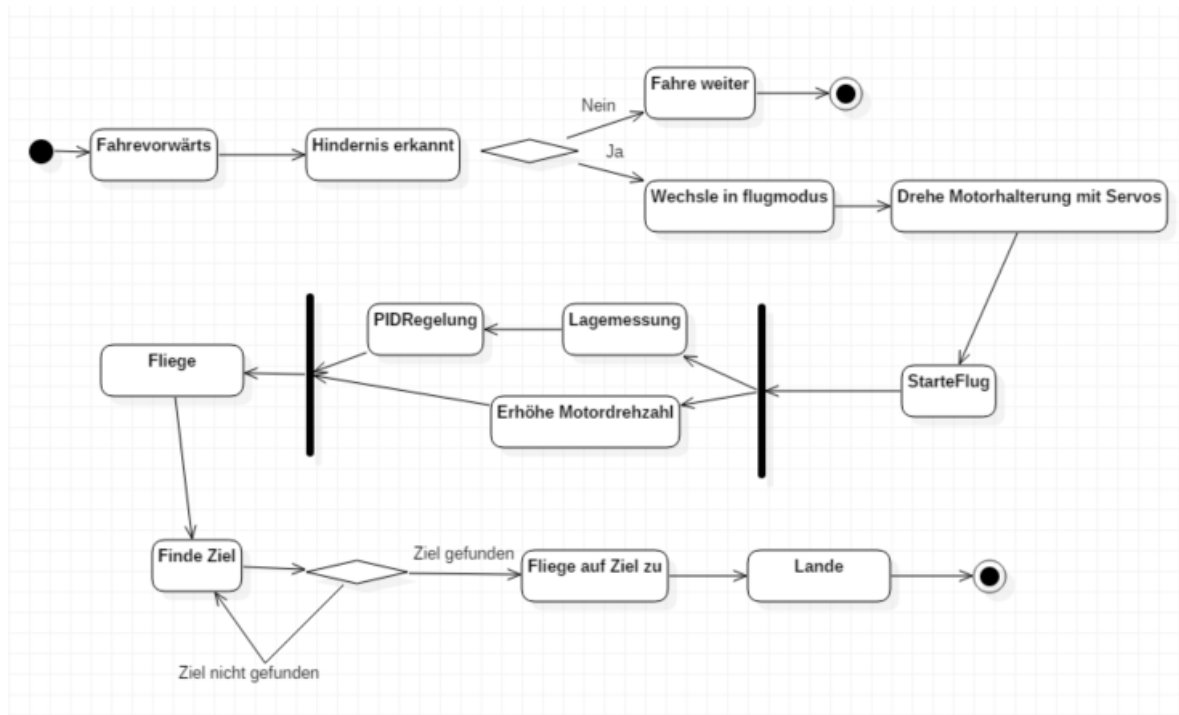 Fahre weiter
Nein
Fahrevorwärts
Hindernis erkannt
Ja
Wechsle in flugmodus
Drehe Motorhalterung mit Servos
PIDRegelung
Lagemessung
Fliege
StarteFlug
Erhöhe Motordrehzahl
Finde Ziel
Ziel gefunden
Fliege auf Ziel zu
Lande
Ziel nicht gefunden